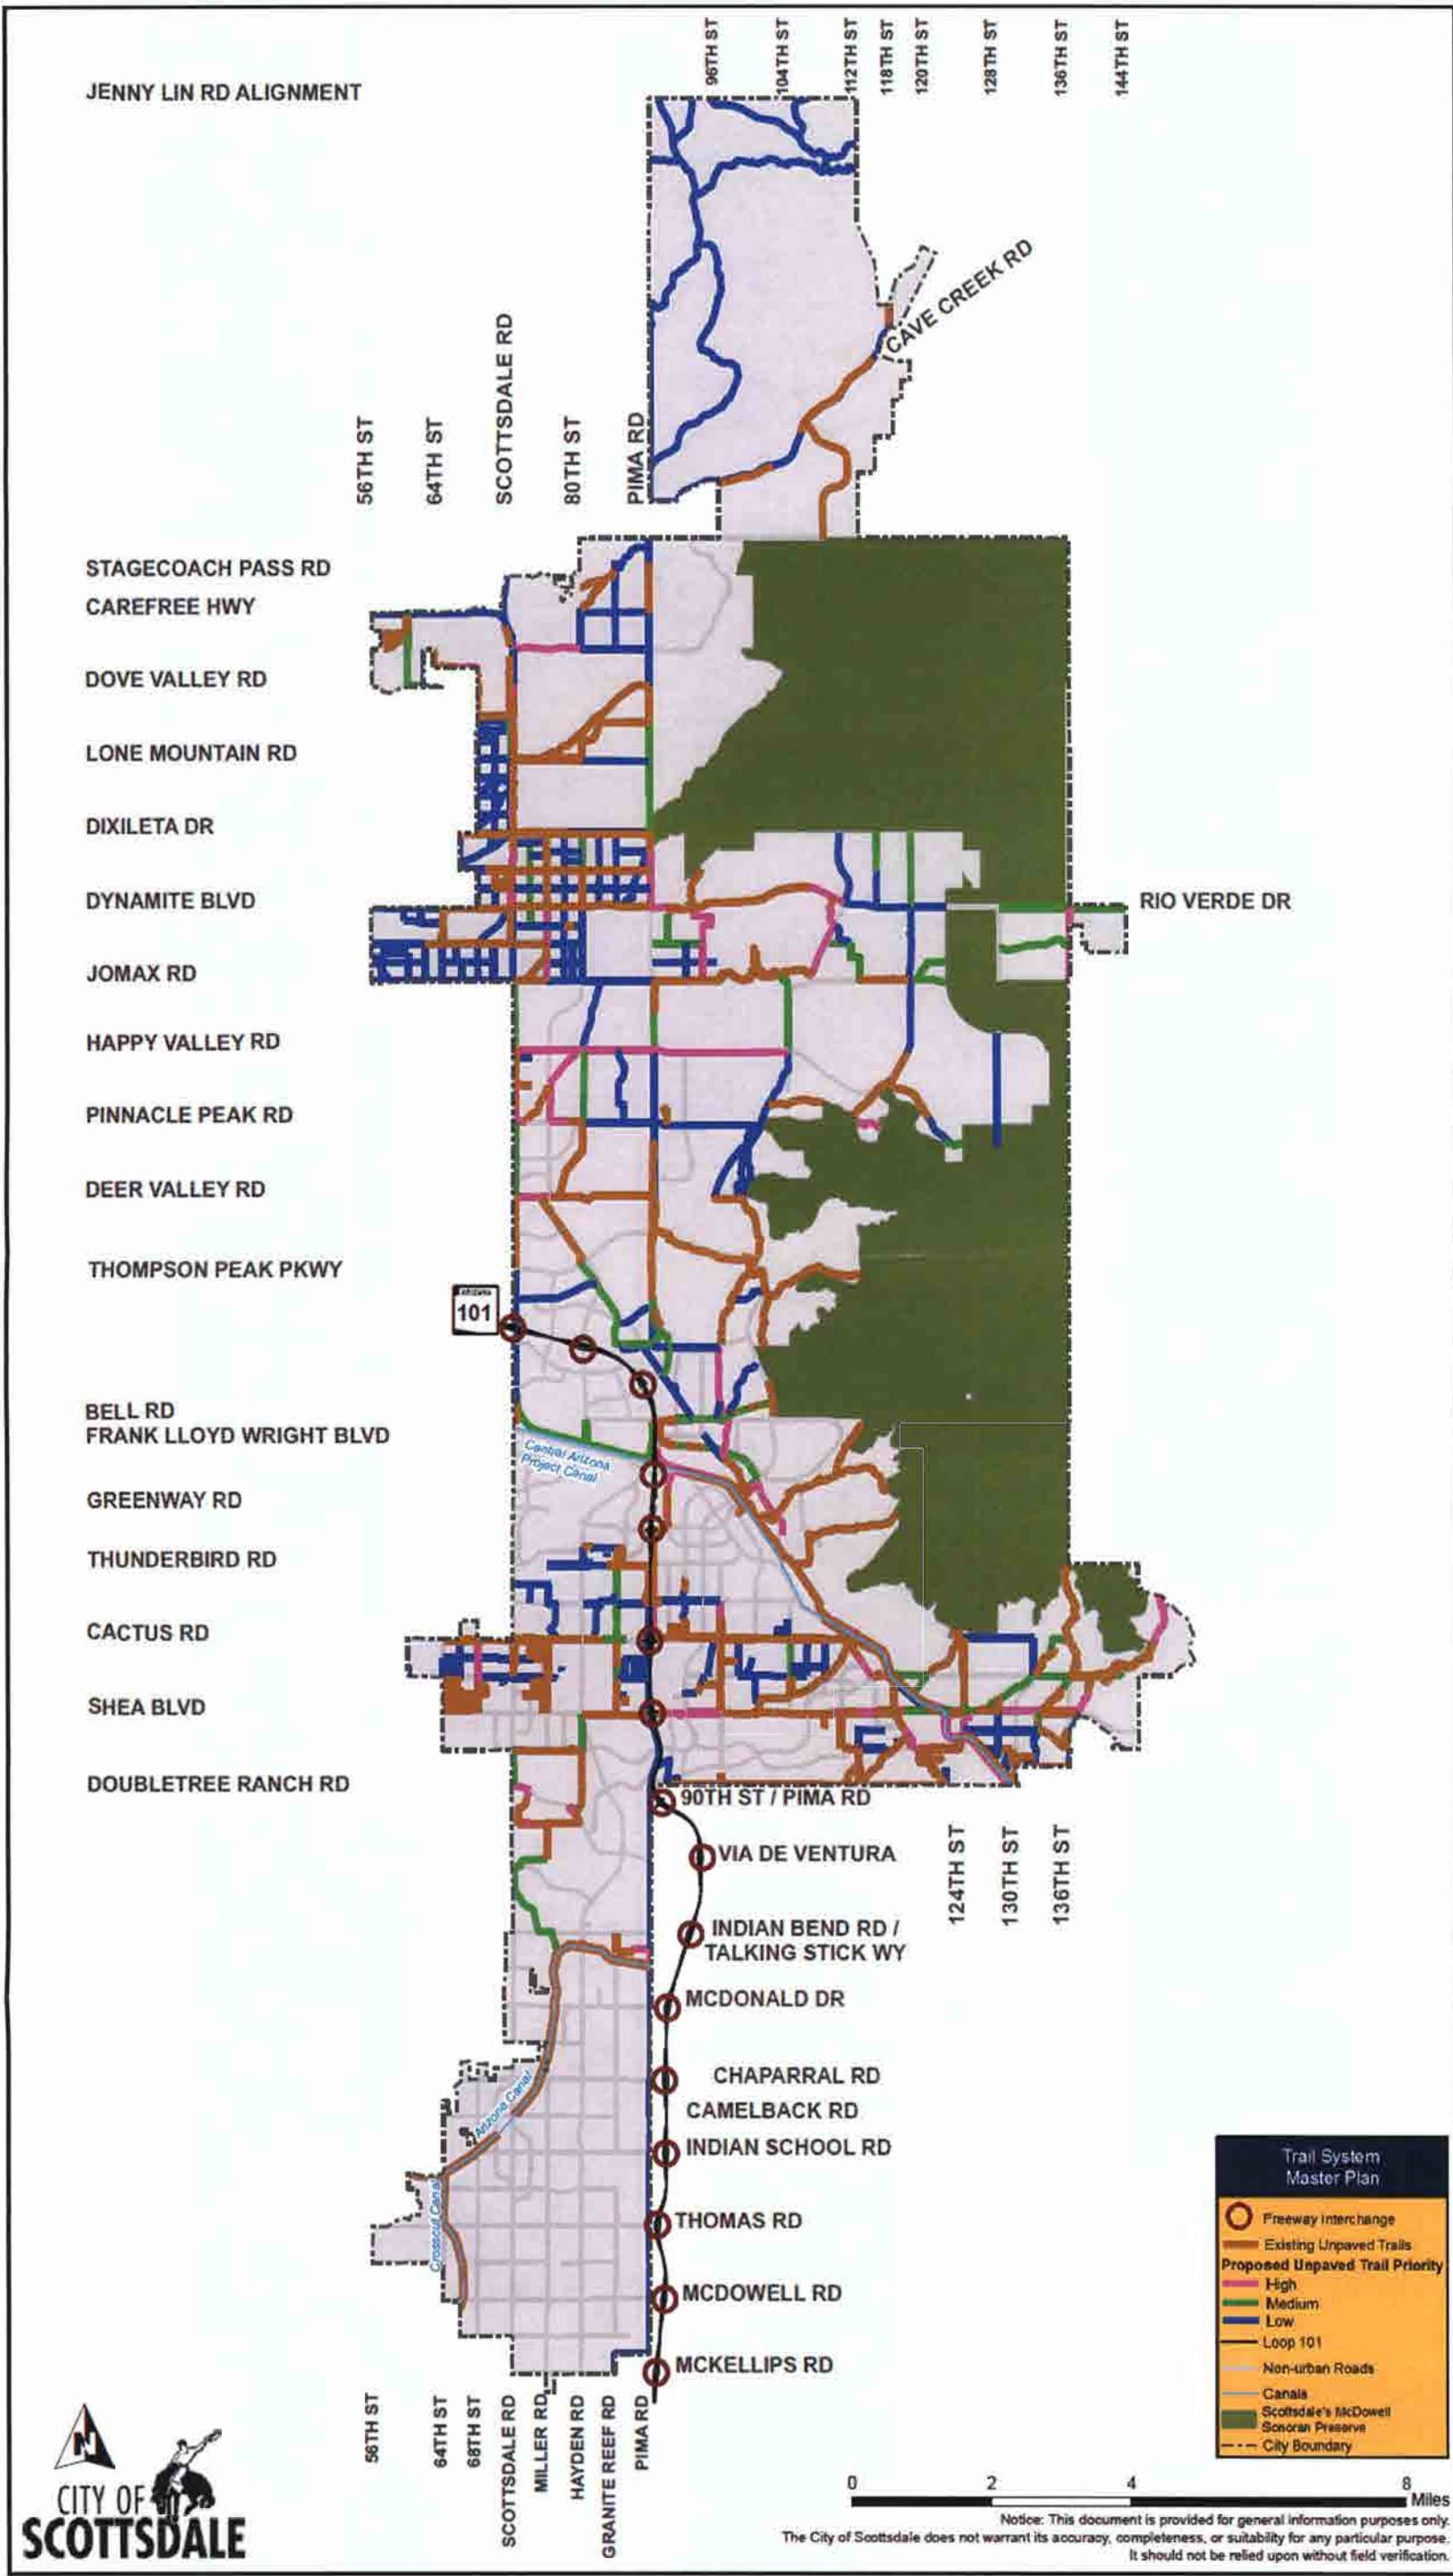 96TH ST
104TH ST
112TH ST
118TH ST
120TH ST
128TH ST
136TH ST
144TH ST
JENNY LIN RD ALIGNMENT
CAVE CREEK RD
56TH ST
64TH ST
SCOTTSDALE RD
80TH ST
PIMA RD
STAGECOACH PASS RD
CAREFREE HWY
DOVE VALLEY RD
LONE MOUNTAIN RD
DIXILETA DR
DYNAMITE BLVD
RIO VERDE DR
JOMAX RD
HAPPY VALLEY RD
PINNACLE PEAK RD
DEER VALLEY RD
THOMPSON PEAK PKWY
101
BELL RD
FRANK LLOYD WRIGHT BLVD
Central Arizona
Project Canal
GREENWAY RD
THUNDERBIRD RD
CACTUS RD
SHEA BLVD
DOUBLETREE RANCH RD
90TH ST / PIMA RD
VIA DE VENTURA
124TH ST
130TH ST
136TH ST
INDIAN BEND RD /
TALKING STICK WY
MCDONALD DR
CHAPARRAL RD
CAMELBACK RD
INDIAN SCHOOL RD
Arizona Canal
Crosscut Canal
THOMAS RD
MCDOWELL RD
MCKELLIPS RD
56TH ST
64TH ST
68TH ST
SCOTTSDALE RD
MILLER RD
HAYDEN RD
GRANITE REEF RD
PIMA RD
Trail System
Master Plan
Freeway Interchange
Existing Unpaved Trails
Proposed Unpaved Trail Priority
High
Medium
Low
Loop 101
Non-urban Roads
Canals
Scottsdale's McDowell
Sonoran Preserve
City Boundary
N
CITY OF
SCOTTSDALE
0 2 4 8
Miles
Notice: This document is provided for general information purposes only.
The City of Scottsdale does not warrant its accuracy, completeness, or suitability for any particular purpose.
It should not be relied upon without field verification.